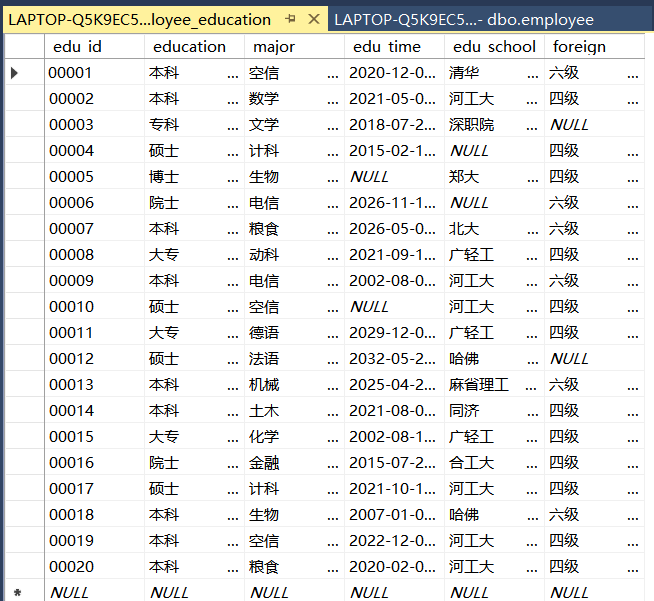 LAPTOP-Q5K9EC5...loyee_education LAPTOP-Q5K9EC5...- dbo.employee
edu_id education major edu_time edu_school foreign
00001 本科 ... 空信 ... 2020-12-0... 清华 ... 六级 ...
00002 本科 ... 数学 ... 2021-05-0... 河工大 ... 四级 ...
00003 专科 ... 文学 ... 2018-07-2... 深职院 ... NULL
00004 硕士 ... 计科 ... 2015-02-1... NULL 四级 ...
00005 博士 ... 生物 ... NULL 郑大 ... 四级 ...
00006 院士 ... 电信 ... 2026-11-1... NULL 六级 ...
00007 本科 ... 粮食 ... 2026-05-0... 北大 ... 六级 ...
00008 大专 ... 动科 ... 2021-09-1... 广轻工 ... 四级 ...
00009 本科 ... 电信 ... 2002-08-0... 河工大 ... 六级 ...
00010 硕士 ... 空信 ... NULL 河工大 ... 四级 ...
00011 大专 ... 德语 ... 2029-12-0... 广轻工 ... 四级 ...
00012 硕士 ... 法语 ... 2032-05-2... 哈佛 ... NULL
00013 本科 ... 机械 ... 2025-04-2... 麻省理工 ... 六级 ...
00014 本科 ... 土木 ... 2021-08-0... 同济 ... 四级 ...
00015 大专 ... 化学 ... 2002-08-1... 广轻工 ... 四级 ...
00016 院士 ... 金融 ... 2015-07-2... 合工大 ... 四级 ...
00017 硕士 ... 计科 ... 2021-10-1... 河工大 ... 四级 ...
00018 本科 ... 生物 ... 2007-01-0... 哈佛 ... 六级 ...
00019 本科 ... 空信 ... 2022-12-0... 河工大 ... 四级 ...
00020 本科 ... 粮食 ... 2020-02-0... 河工大 ... 四级 ...
NULL NULL NULL NULL NULL NULL